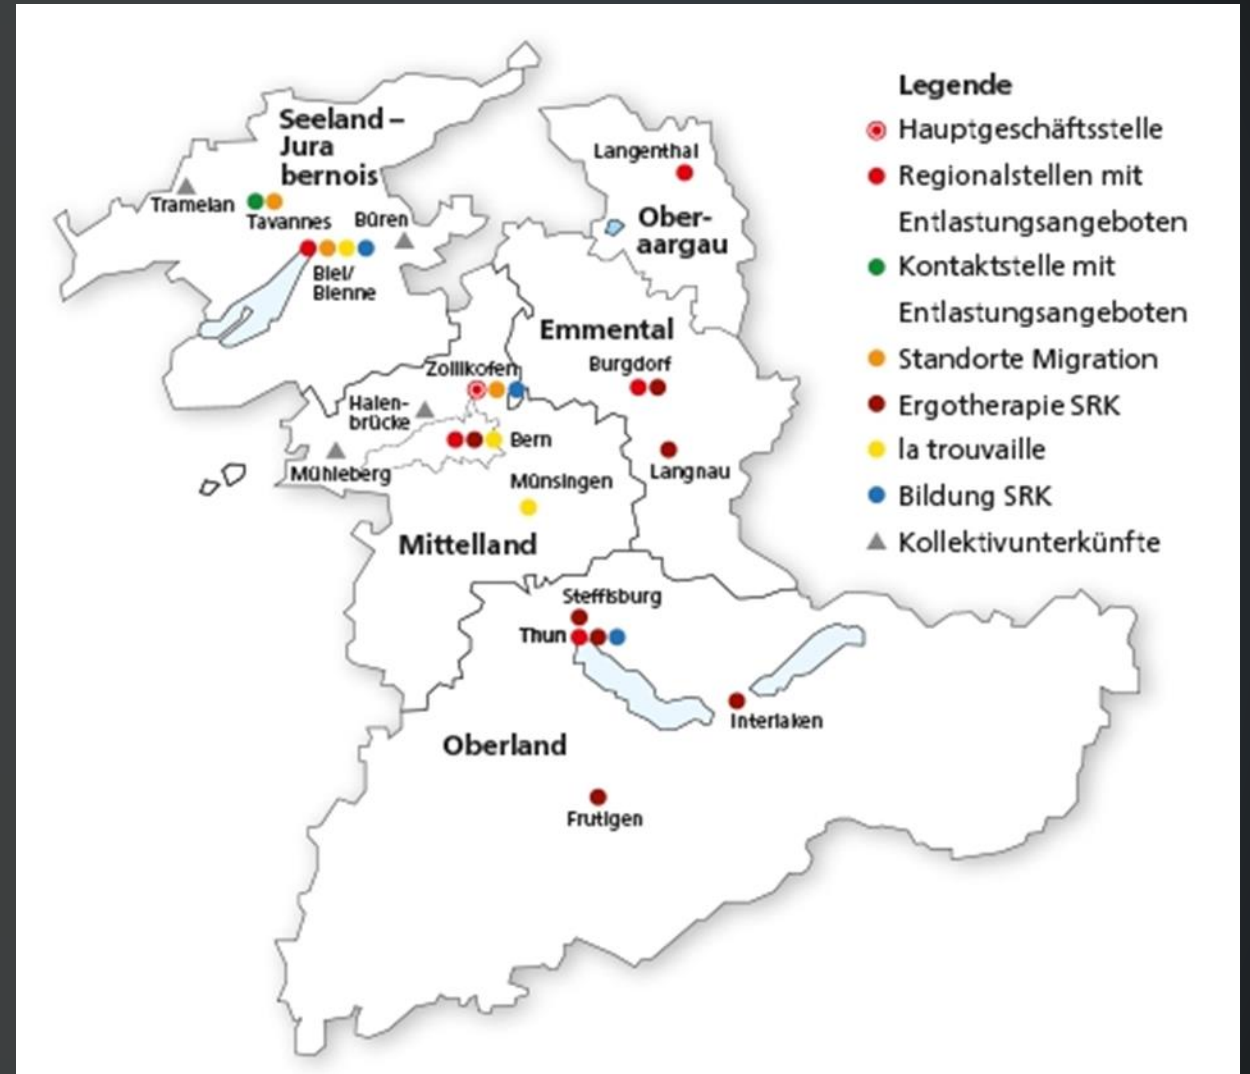 Seeland –
Jura
bernois
Tramelan
Tavannes
Büren
Biel/
Bienne
Langenthal
Ober-
aargau
Emmental
Burgdorf
Zollikofen
Halen-
brücke
Bern
Mühleberg
Langnau
Münsingen
Mittelland
Steffisburg
Thun
Interlaken
Oberland
Frutigen
Legende
Hauptgeschäftsstelle
Regionalstellen mit
Entlastungsangeboten
Kontaktstelle mit
Entlastungsangeboten
Standorte Migration
Ergotherapie SRK
la trouvaille
Bildung SRK
Kollektivunterkünfte